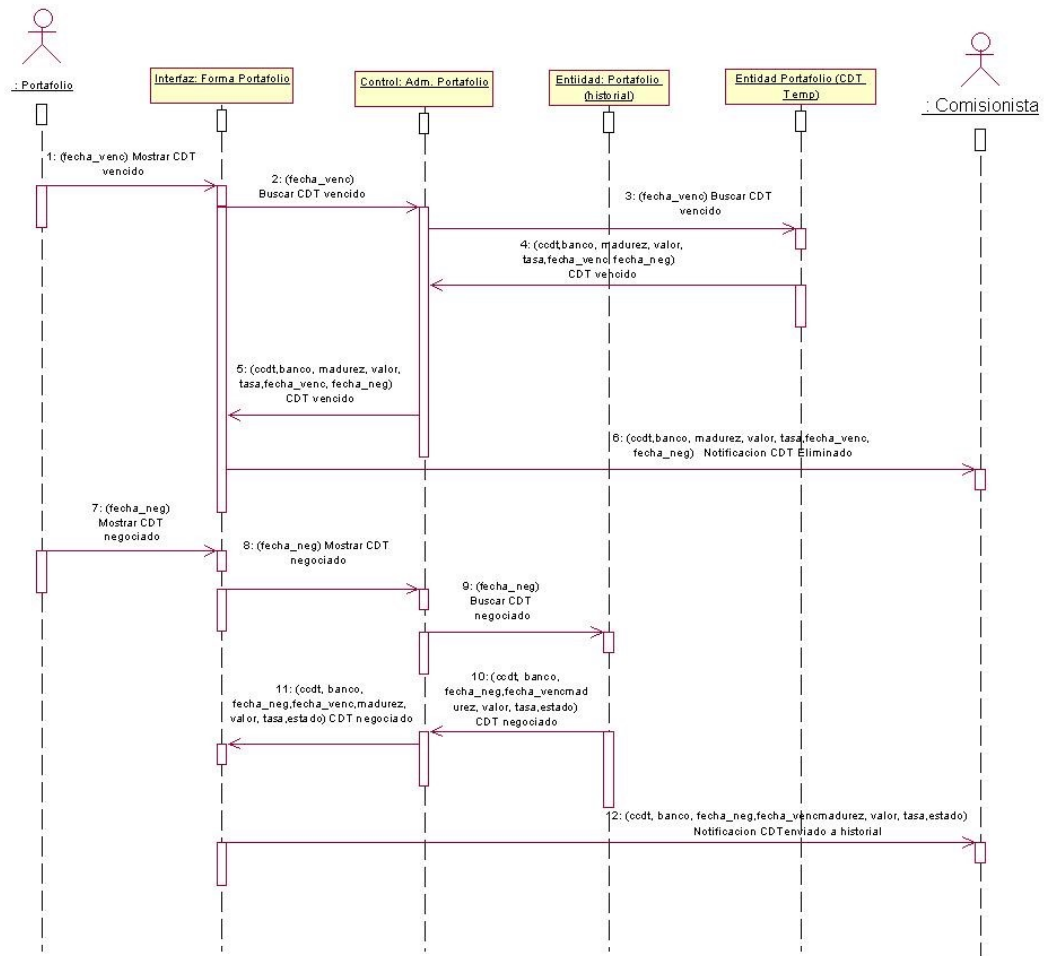 : Portafolio
Interfaz: Forma Portafolio
Control: Adm. Portafolio
Entiidad: Portafolio
(historial)
Entidad Portafolio (CDT
Temp)
: Comisionista
1: (fecha_venc) Mostrar CDT
vencido
2: (fecha_venc)
Buscar CDT vencido
3: (fecha_venc) Buscar CDT
vencido
4: (ccdt,banco, madurez, valor,
tasa,fecha_venc, fecha_neg)
CDT vencido
5: (ccdt,banco, madurez, valor,
tasa,fecha_venc, fecha_neg)
CDT vencido
6: (ccdt,banco, madurez, valor, tasa,fecha_venc,
fecha_neg) Notificacion CDT Eliminado
7: (fecha_neg)
Mostrar CDT
negociado
8: (fecha_neg) Mostrar CDT
negociado
9: (fecha_neg)
Buscar CDT
negociado
10: (ccdt, banco,
fecha_neg,fecha_vencmad
urez, valor, tasa,estado)
CDT negociado
11: (ccdt, banco,
fecha_neg,fecha_venc,madurez,
valor, tasa,estado) CDT negociado
12: (ccdt, banco, fecha_neg,fecha_vencmadurez, valor, tasa,estado)
Notificacion CDTenviado a historial